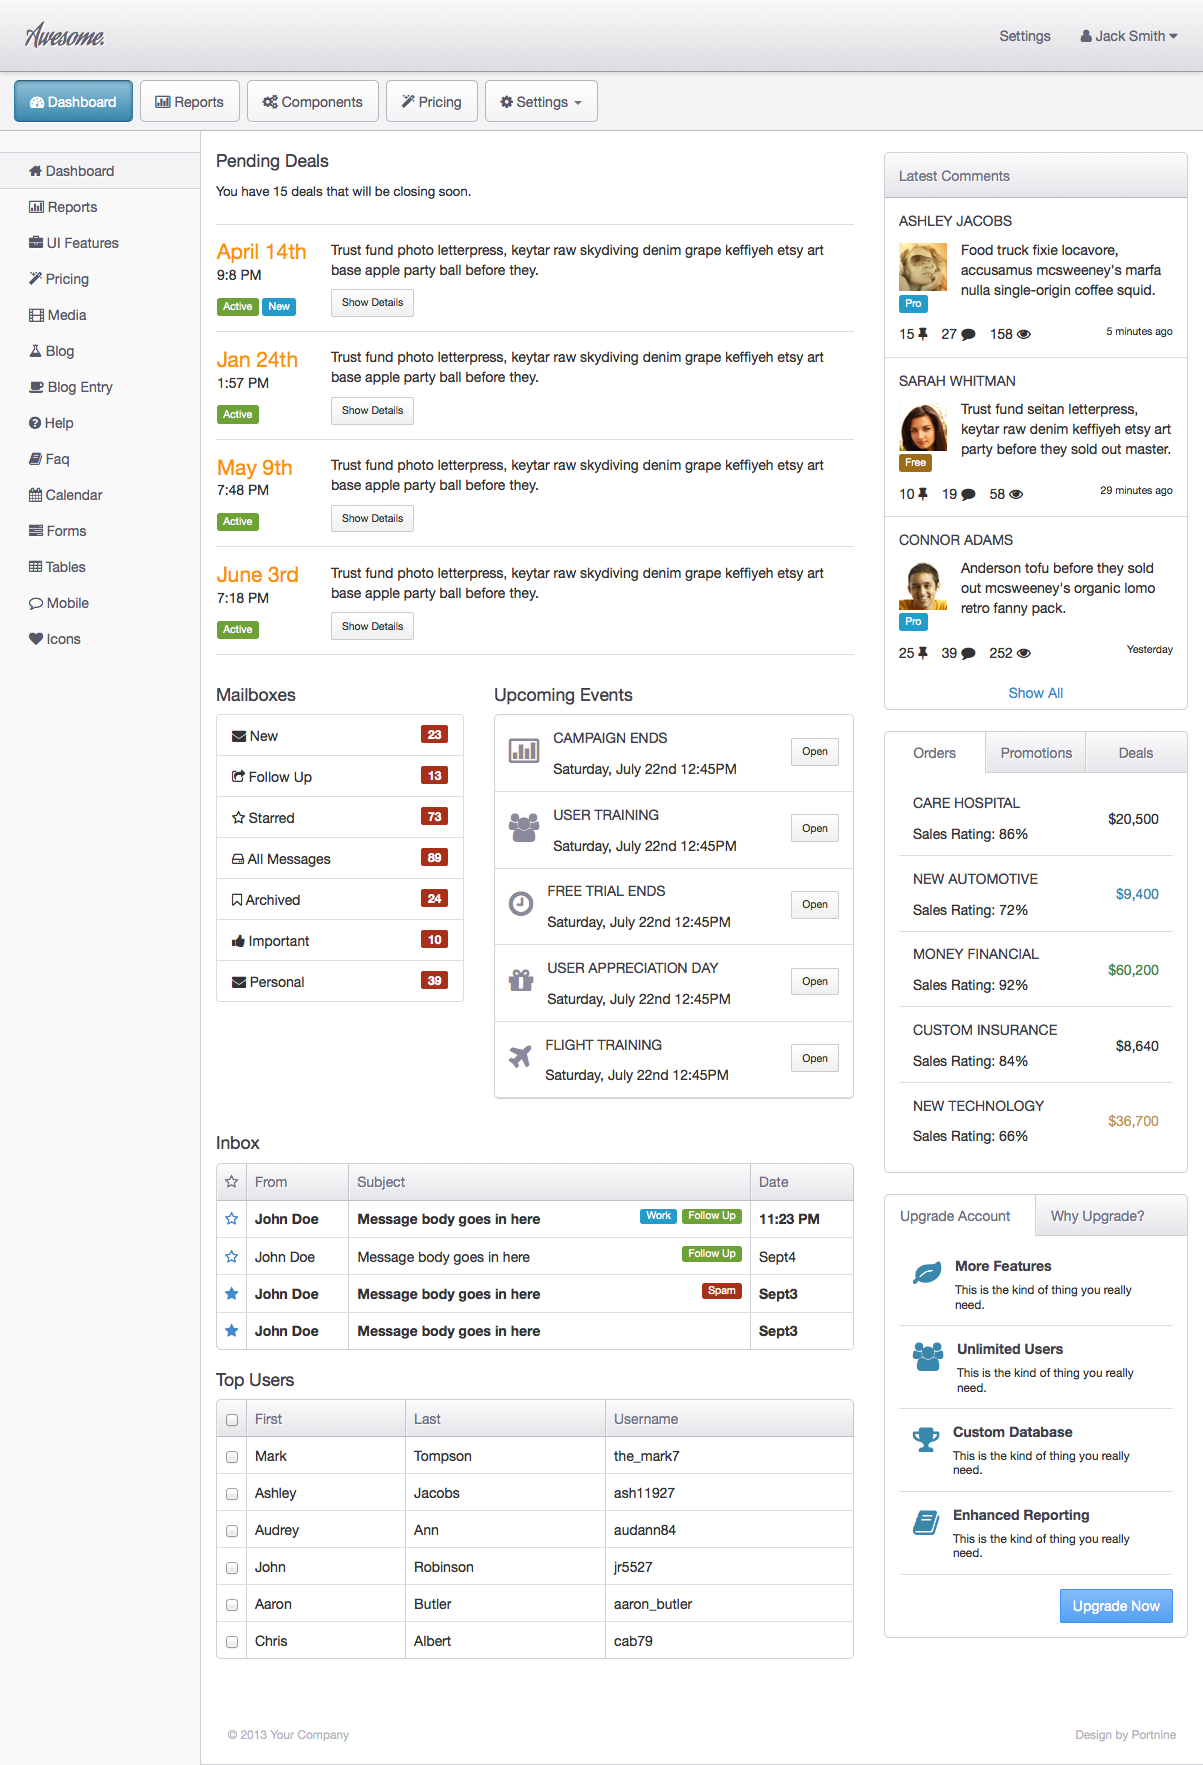 Awesome.
Settings
Jack Smith
Dashboard
Reports
Components
Pricing
Settings
Dashboard
Reports
UI Features
Pricing
Media
Blog
Blog Entry
Help
Faq
Calendar
Forms
Tables
Mobile
Icons
Pending Deals
You have 15 deals that will be closing soon.
April 14th
9:8 PM
Active New
Trust fund photo letterpress, keytar raw skydiving denim grape keffiyeh etsy art
base apple party ball before they.
Show Details
Jan 24th
1:57 PM
Active
Trust fund photo letterpress, keytar raw skydiving denim grape keffiyeh etsy art
base apple party ball before they.
Show Details
May 9th
7:48 PM
Active
Trust fund photo letterpress, keytar raw skydiving denim grape keffiyeh etsy art
base apple party ball before they.
Show Details
June 3rd
7:18 PM
Active
Trust fund photo letterpress, keytar raw skydiving denim grape keffiyeh etsy art
base apple party ball before they.
Show Details
Mailboxes
New 23
Follow Up 13
Starred 73
All Messages 89
Archived 24
Important 10
Personal 39
Upcoming Events
CAMPAIGN ENDS
Saturday, July 22nd 12:45PM
Open
USER TRAINING
Saturday, July 22nd 12:45PM
Open
FREE TRIAL ENDS
Saturday, July 22nd 12:45PM
Open
USER APPRECIATION DAY
Saturday, July 22nd 12:45PM
Open
FLIGHT TRAINING
Saturday, July 22nd 12:45PM
Open
Inbox
From Subject Date
John Doe Message body goes in here Work Follow Up 11:23 PM
John Doe Message body goes in here Follow Up Sept4
John Doe Message body goes in here Spam Sept3
John Doe Message body goes in here Sept3
Top Users
First Last Username
Mark Tompson the_mark7
Ashley Jacobs ash11927
Audrey Ann audann84
John Robinson jr5527
Aaron Butler aaron_butler
Chris Albert cab79
Latest Comments
ASHLEY JACOBS
Food truck fixie locavore,
accusamus mcsweeney's marfa
nulla single-origin coffee squid.
Pro
15 27 158 5 minutes ago
SARAH WHITMAN
Trust fund seitan letterpress,
keytar raw denim keffiyeh etsy art
party before they sold out master.
Free
10 19 58 29 minutes ago
CONNOR ADAMS
Anderson tofu before they sold
out mcsweeney's organic lomo
retro fanny pack.
Pro
25 39 252 Yesterday
Show All
Orders Promotions Deals
CARE HOSPITAL
Sales Rating: 86%
$20,500
NEW AUTOMOTIVE
Sales Rating: 72%
$9,400
MONEY FINANCIAL
Sales Rating: 92%
$60,200
CUSTOM INSURANCE
Sales Rating: 84%
$8,640
NEW TECHNOLOGY
Sales Rating: 66%
$36,700
Upgrade Account Why Upgrade?
More Features
This is the kind of thing you really
need.
Unlimited Users
This is the kind of thing you really
need.
Custom Database
This is the kind of thing you really
need.
Enhanced Reporting
This is the kind of thing you really
need.
Upgrade Now
© 2013 Your Company
Design by Portnine